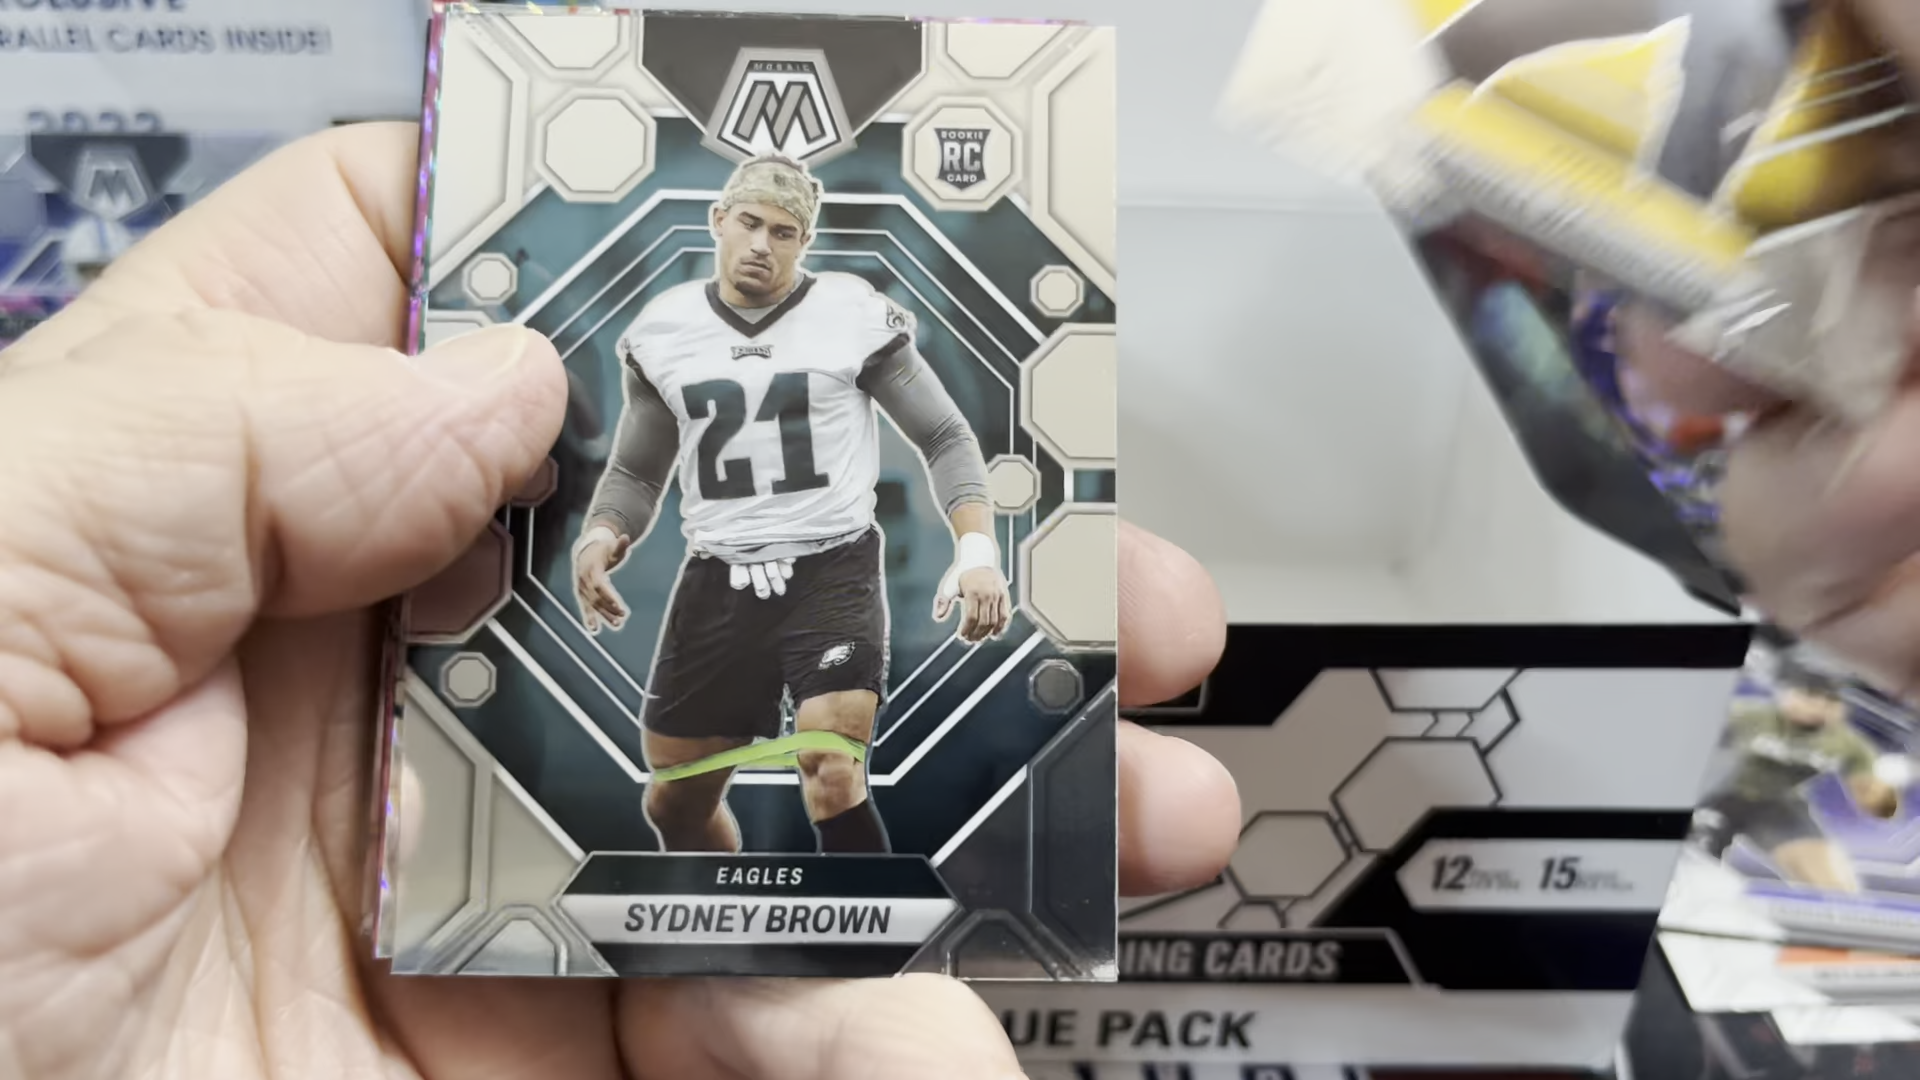 RALLEL CARDS INSIDE!
MOSAIC
ROOKIE
RC
CARD
21
EAGLES
SYDNEY BROWN
12
15
ING CARDS
UE PACK